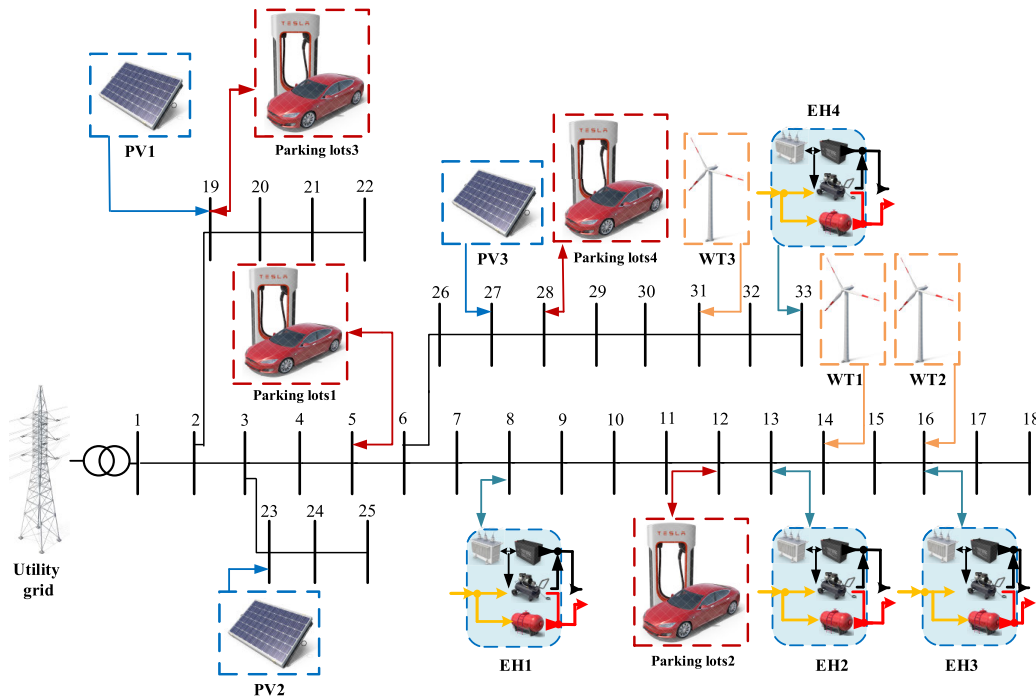 TESLA
EH4
PV1
Parking lots3
TESLA
19
20
21
22
PV3
Parking lots4
WT3
TESLA
26
27
28
29
30
31
32
33
Parking lots1
WT1
WT2
1
2
3
4
5
6
7
8
9
10
11
12
13
14
15
16
17
18
23
24
25
Utility
grid
TESLA
PV2
EH1
Parking lots2
EH2
EH3